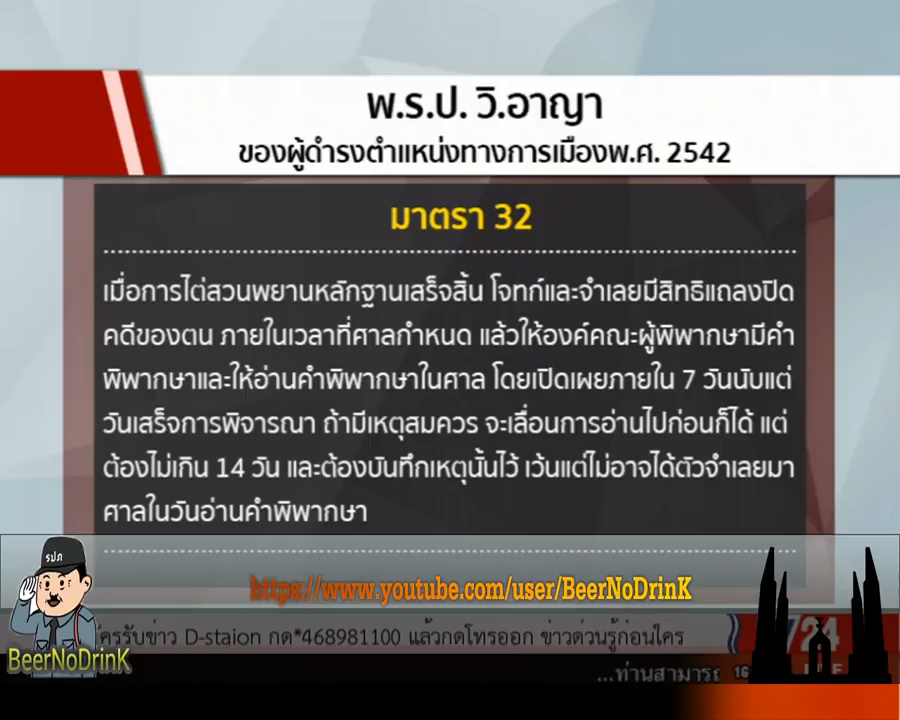 พ.ร.ป. วิ.อาญา
ของผู้ดำรงตำแหน่งทางการเมืองพ.ศ. 2542
มาตรา 32
เมื่อการไต่สวนพยานหลักฐานเสร็จสิ้น โจทก์และจำเลยมีสิทธิแถลงปิด
คดีของตน ภายในเวลาที่ศาลกำหนด แล้วให้องค์คณะผู้พิพากษามีคำ
พิพากษาและให้อ่านคำพิพากษาในศาล โดยเปิดเผยภายใน 7 วันนับแต่
วันเสร็จการพิจารณา ถ้ามีเหตุสมควร จะเลื่อนการอ่านไปก่อนก็ได้ แต่
ต้องไม่เกิน 14 วัน และต้องบันทึกเหตุนั้นไว้ เว้นแต่ไม่อาจได้ตัวจำเลยมา
ศาลในวันอ่านคำพิพากษา
รปภ
https://www.youtube.com/user/BeerNoDrinK
ัครรับข่าว D-staion กด*468981100 แล้วกดโทรออก ข่าวด่วนรู้ก่อนใคร
24
BeerNoDrinK
...ท่านสามารถ